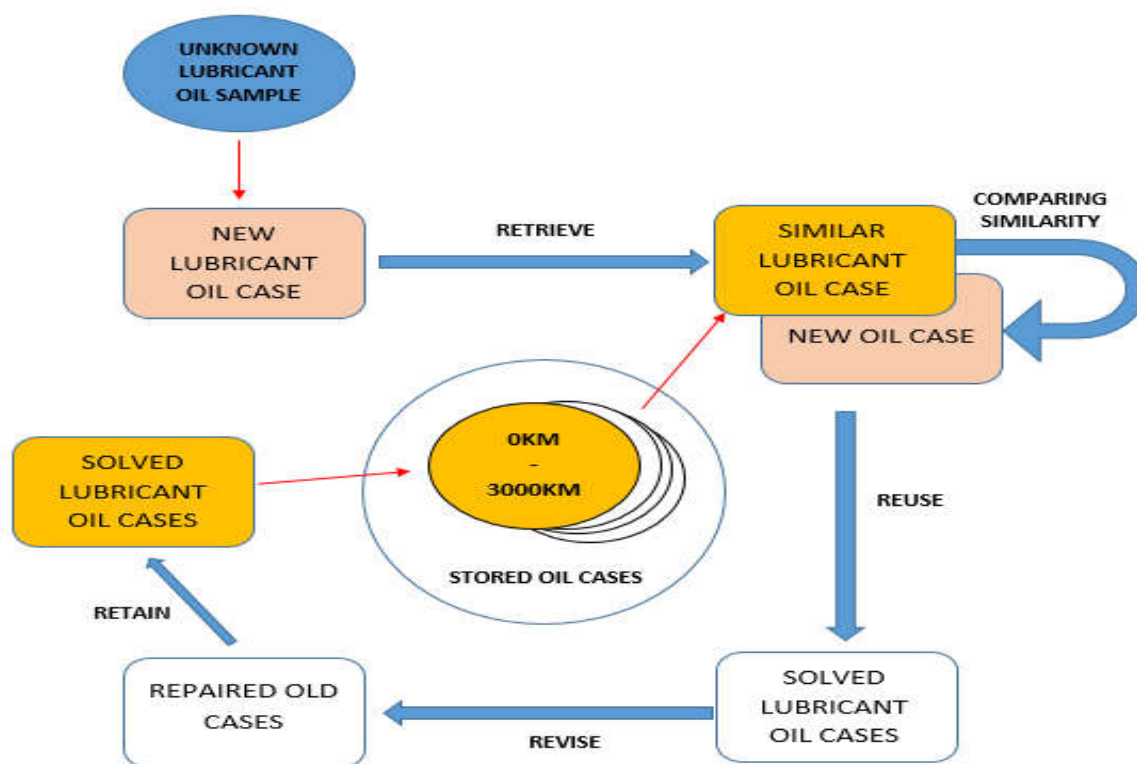 UNKNOWN
LUBRICANT
OIL SAMPLE
NEW
LUBRICANT
OIL CASE
RETRIEVE
SIMILAR
LUBRICANT
OIL CASE
COMPARING
SIMILARITY
NEW OIL CASE
0KM
-
3000KM
STORED OIL CASES
SOLVED
LUBRICANT
OIL CASES
REUSE
RETAIN
REPAIRED OLD
CASES
REVISE
SOLVED
LUBRICANT
OIL CASES